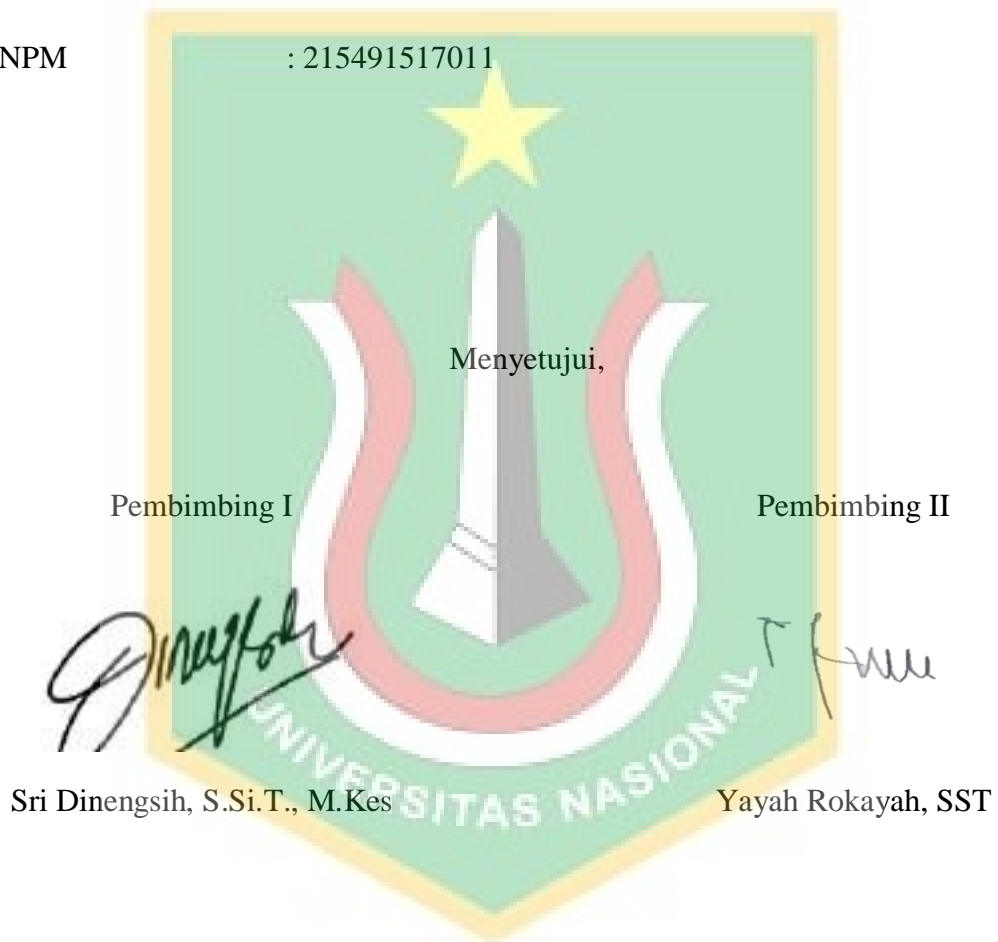 NPM : 215491517011
Menyetujui,
Pembimbing I Pembimbing II
UNIVERSITAS NASIONAL
Sri Dinengsih, S.Si.T., M.Kes Yayah Rokayah, SST